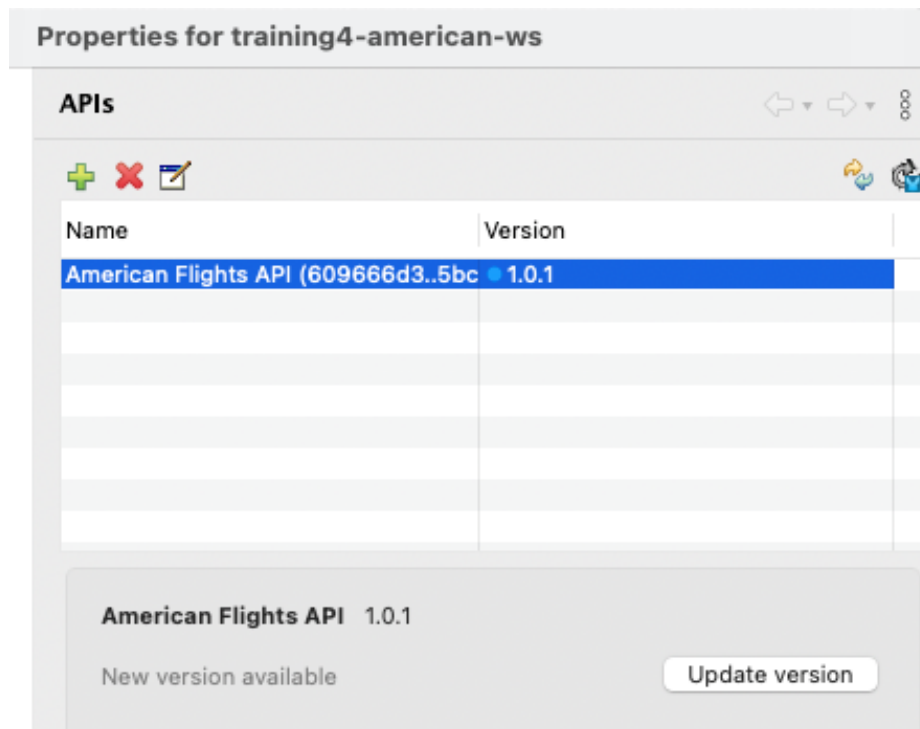 Properties for training4-american-ws
APIs
Name Version
American Flights API (609666d3..5bc 1.0.1
American Flights API 1.0.1
New version available Update version